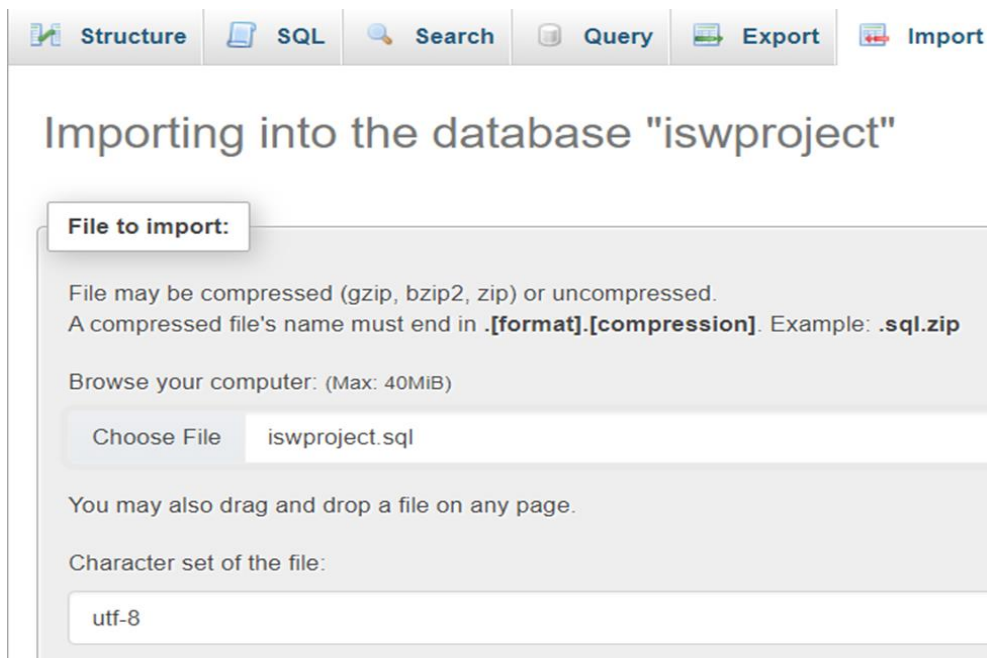 Structure SQL Search Query Export Import
Importing into the database "iswproject"
File to import:
File may be compressed (gzip, bzip2, zip) or uncompressed.
A compressed file's name must end in .[format].[compression]. Example: .sql.zip
Browse your computer: (Max: 40MiB)
Choose File iswproject.sql
You may also drag and drop a file on any page.
Character set of the file:
utf-8